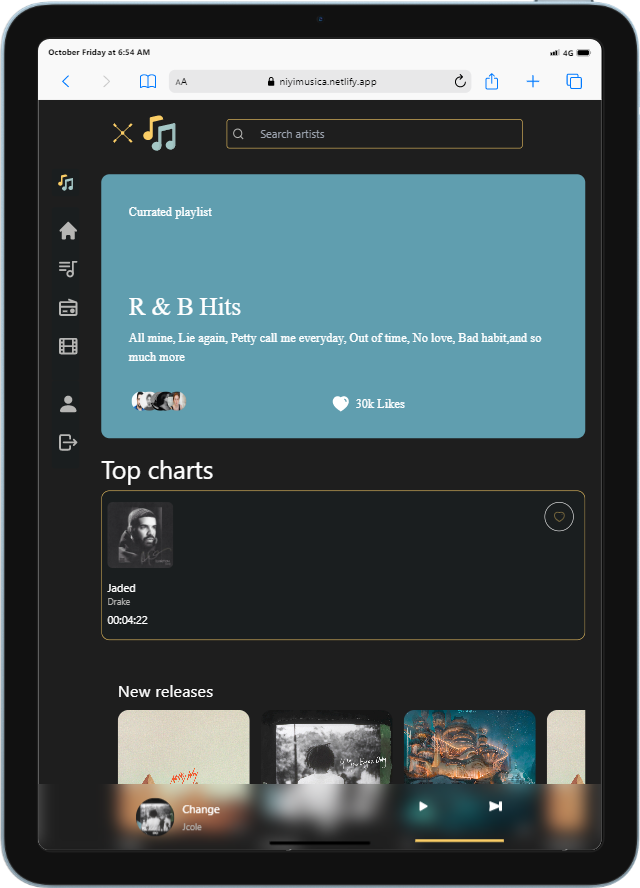 October Friday at 6:54 AM
4G
AA
niyimusica.netlify.app
Search artists
Currated playlist
R & B Hits
All mine, Lie again, Petty call me everyday, Out of time, No love, Bad habit,and so
much more
30k Likes
Top charts
Jaded
Drake
00:04:22
New releases
Change
Jcole